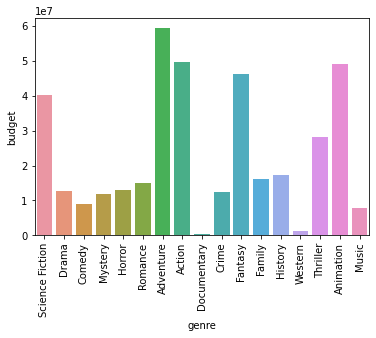 1e7
6
5
4
3
2
1
0
budget
Science Fiction
Drama
Comedy
Mystery
Horror
Romance
Adventure
Action
Documentary
Crime
Fantasy
Family
History
Western
Thriller
Animation
Music
genre